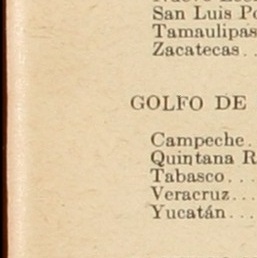 San Luis
Tamaulipas
Zacatecas..
GOLFO DE
Campeche.
Quintana
Tabasco...
Veracruz...
Yucatán...